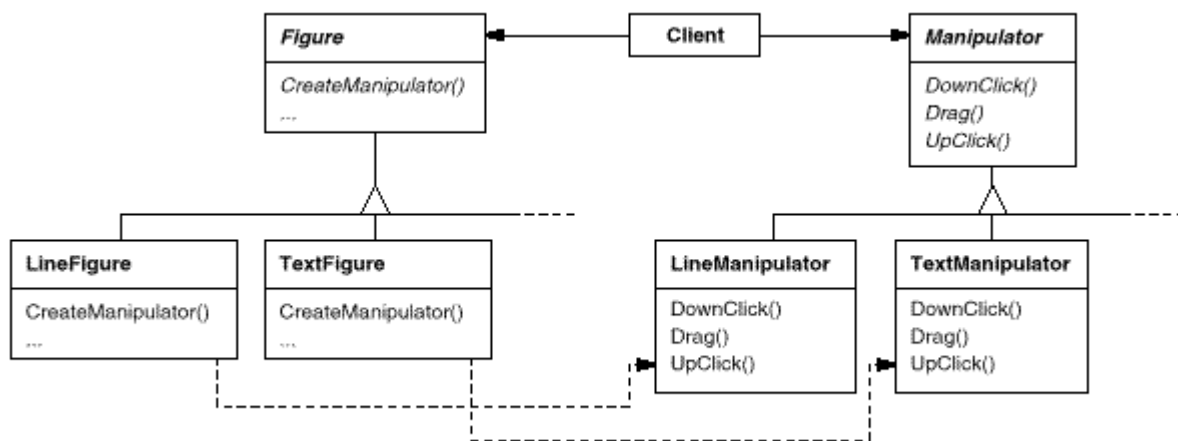 Figure
CreateManipulator()
...
Client
Manipulator
DownClick()
Drag()
UpClick()
LineFigure
CreateManipulator()
...
TextFigure
CreateManipulator()
...
LineManipulator
DownClick()
Drag()
UpClick()
TextManipulator
DownClick()
Drag()
UpClick()